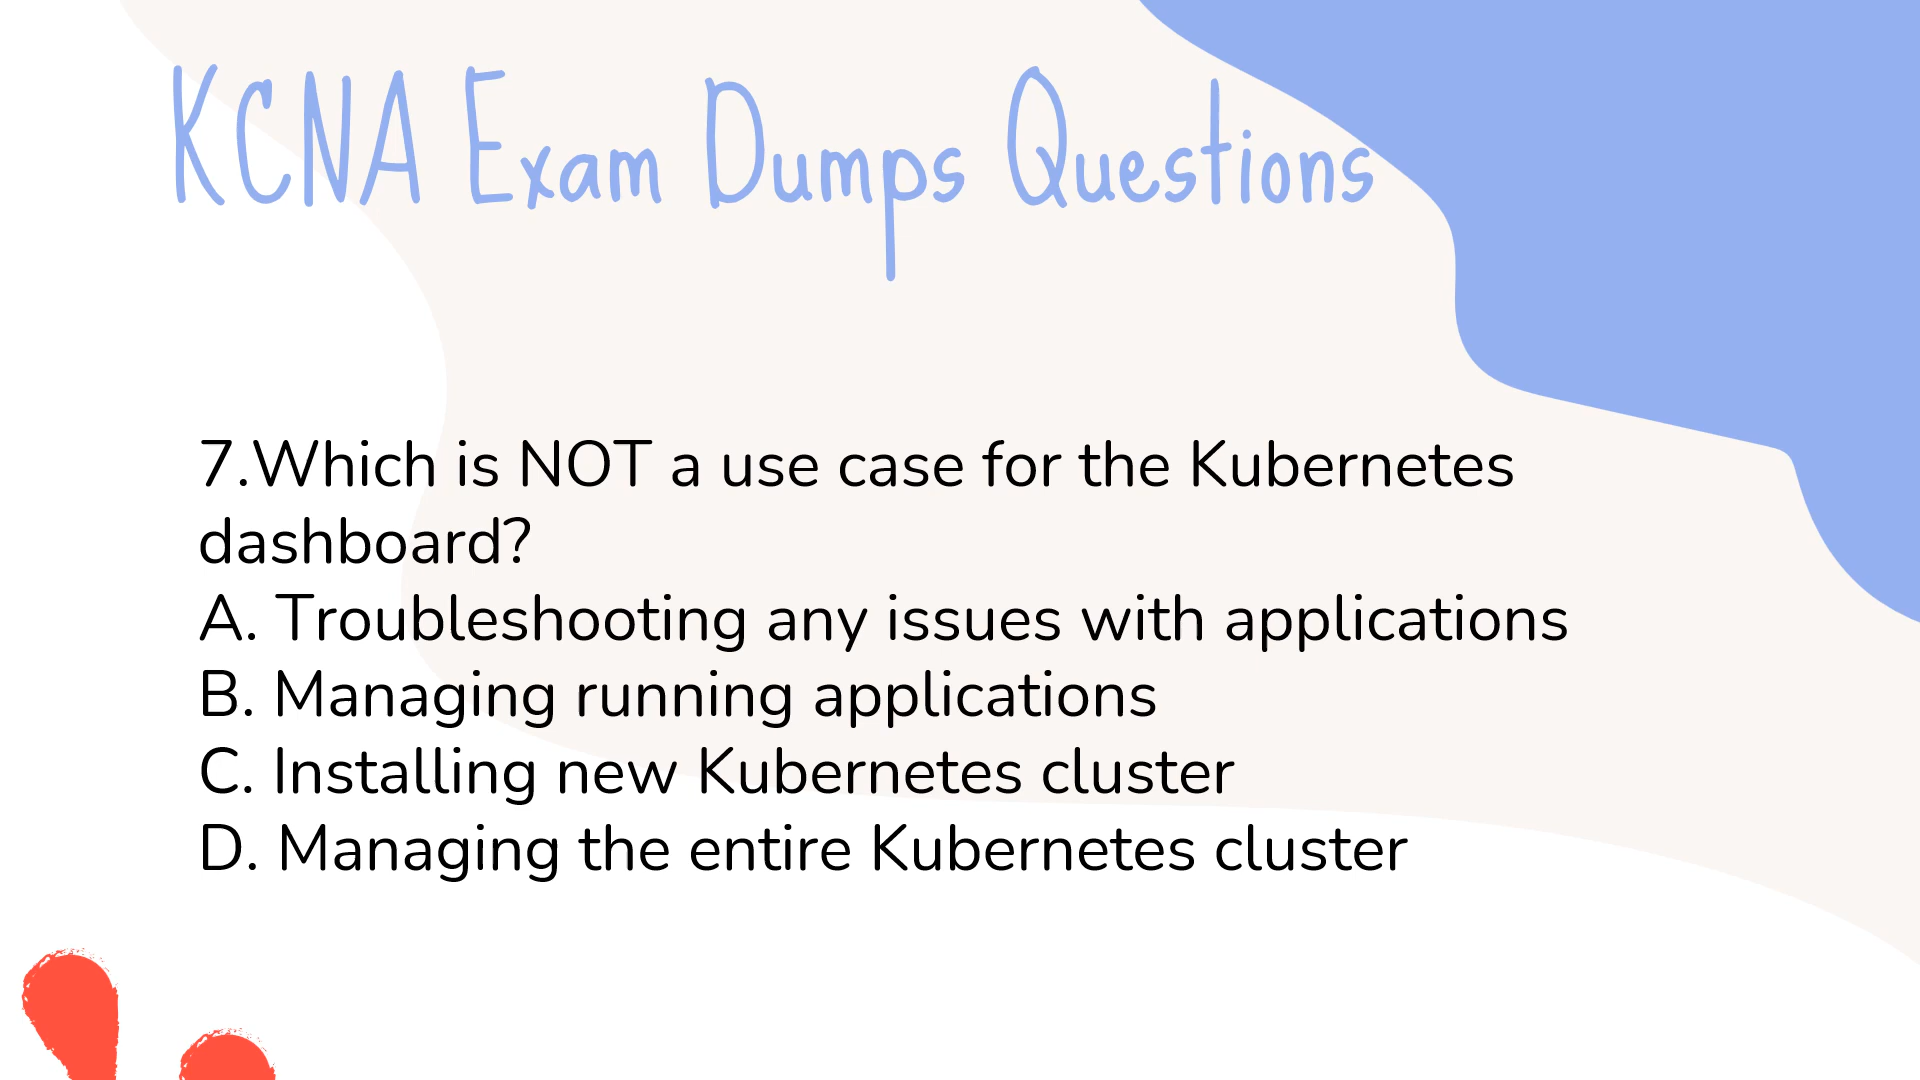 KCNA Exam Dumps Questions
7.Which is NOT a use case for the Kubernetes
dashboard?
A. Troubleshooting any issues with applications
B. Managing running applications
C. Installing new Kubernetes cluster
D. Managing the entire Kubernetes cluster